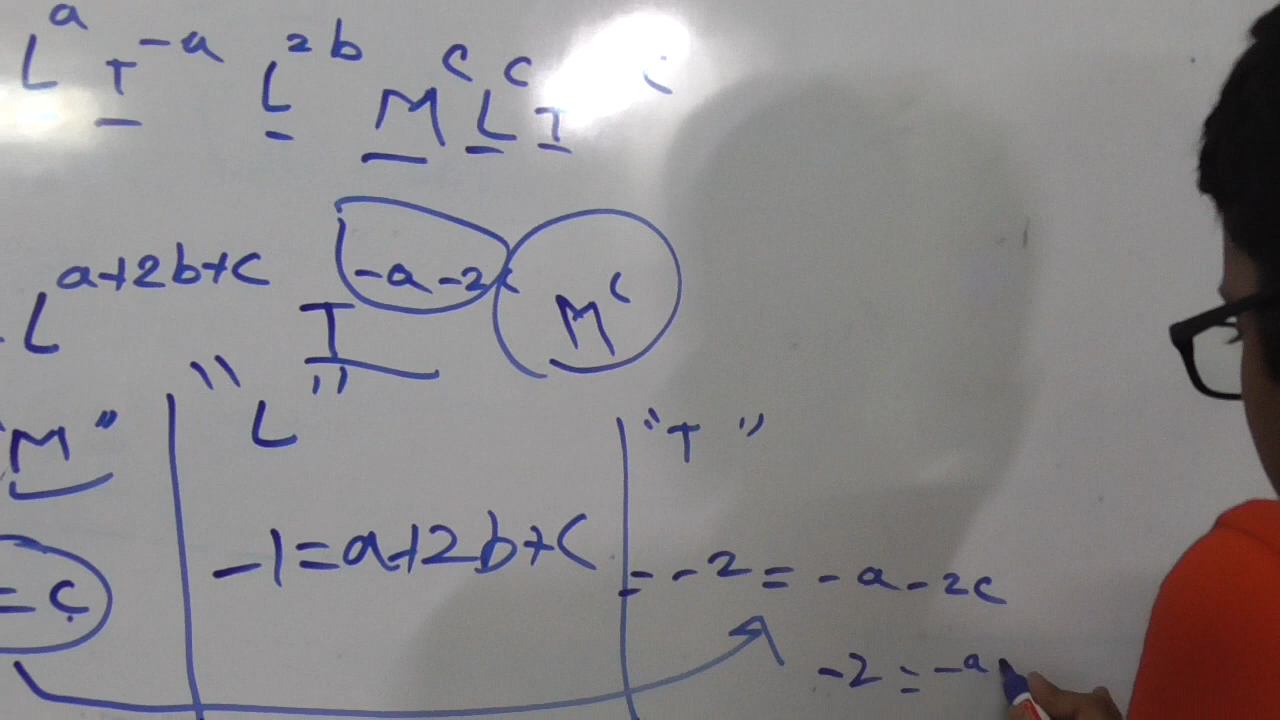 L^a T^-a L^2b M^c L^c T
L^a+2b+c T^-a-2c M^c
"M" "L" "T"
= c -1=a+2b+c = -2 = -a-2c
-2 = -a